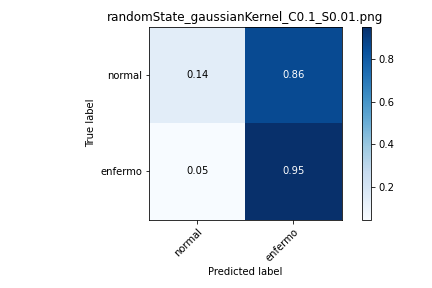 randomState_gaussianKernel_C0.1_S0.01.png
normal
0.14
0.86
0.8
0.6
True label
0.4
enfermo
0.05
0.95
0.2
normal
enfermo
Predicted label